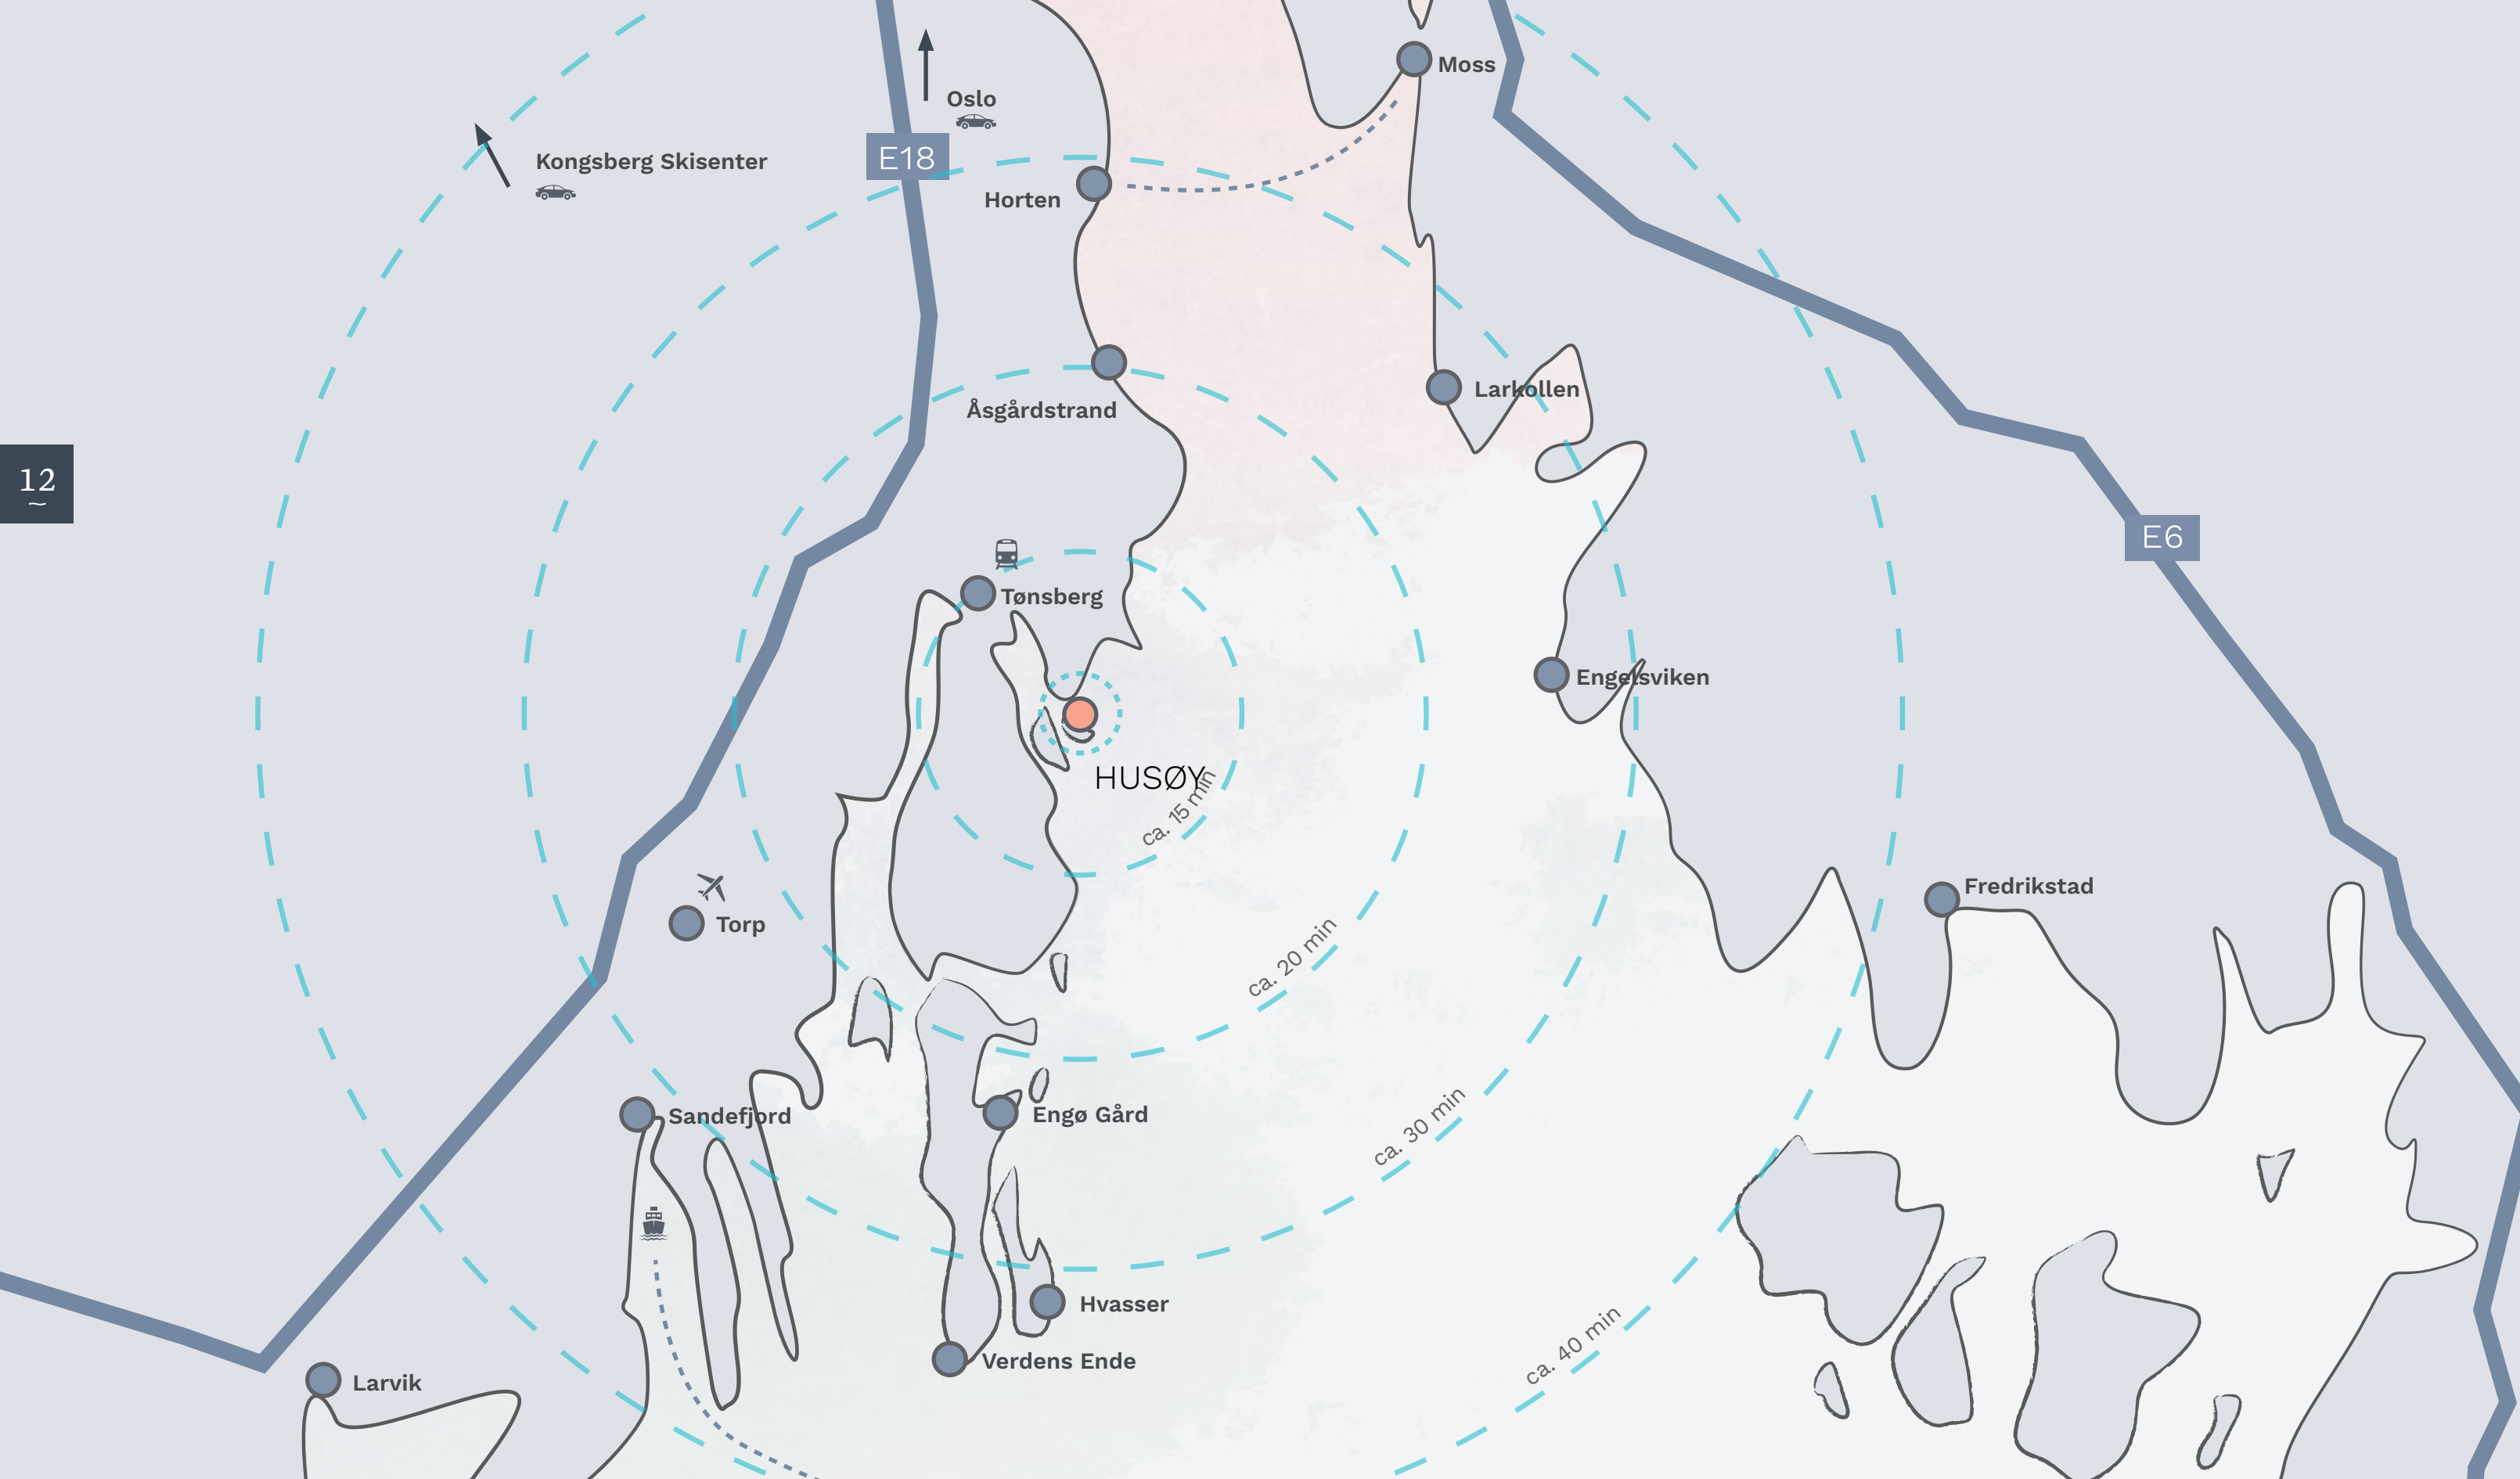 Moss
Oslo
Kongsberg Skisenter
E18
Horten
Larkollen
Åsgårdstrand
12
E6
Tønsberg
Engelsviken
HUSØY
ca. 15 min
Fredrikstad
Torp
ca. 20 min
Sandefjord
Engø Gård
ca. 30 min
Hvasser
ca. 40 min
Verdens Ende
Larvik